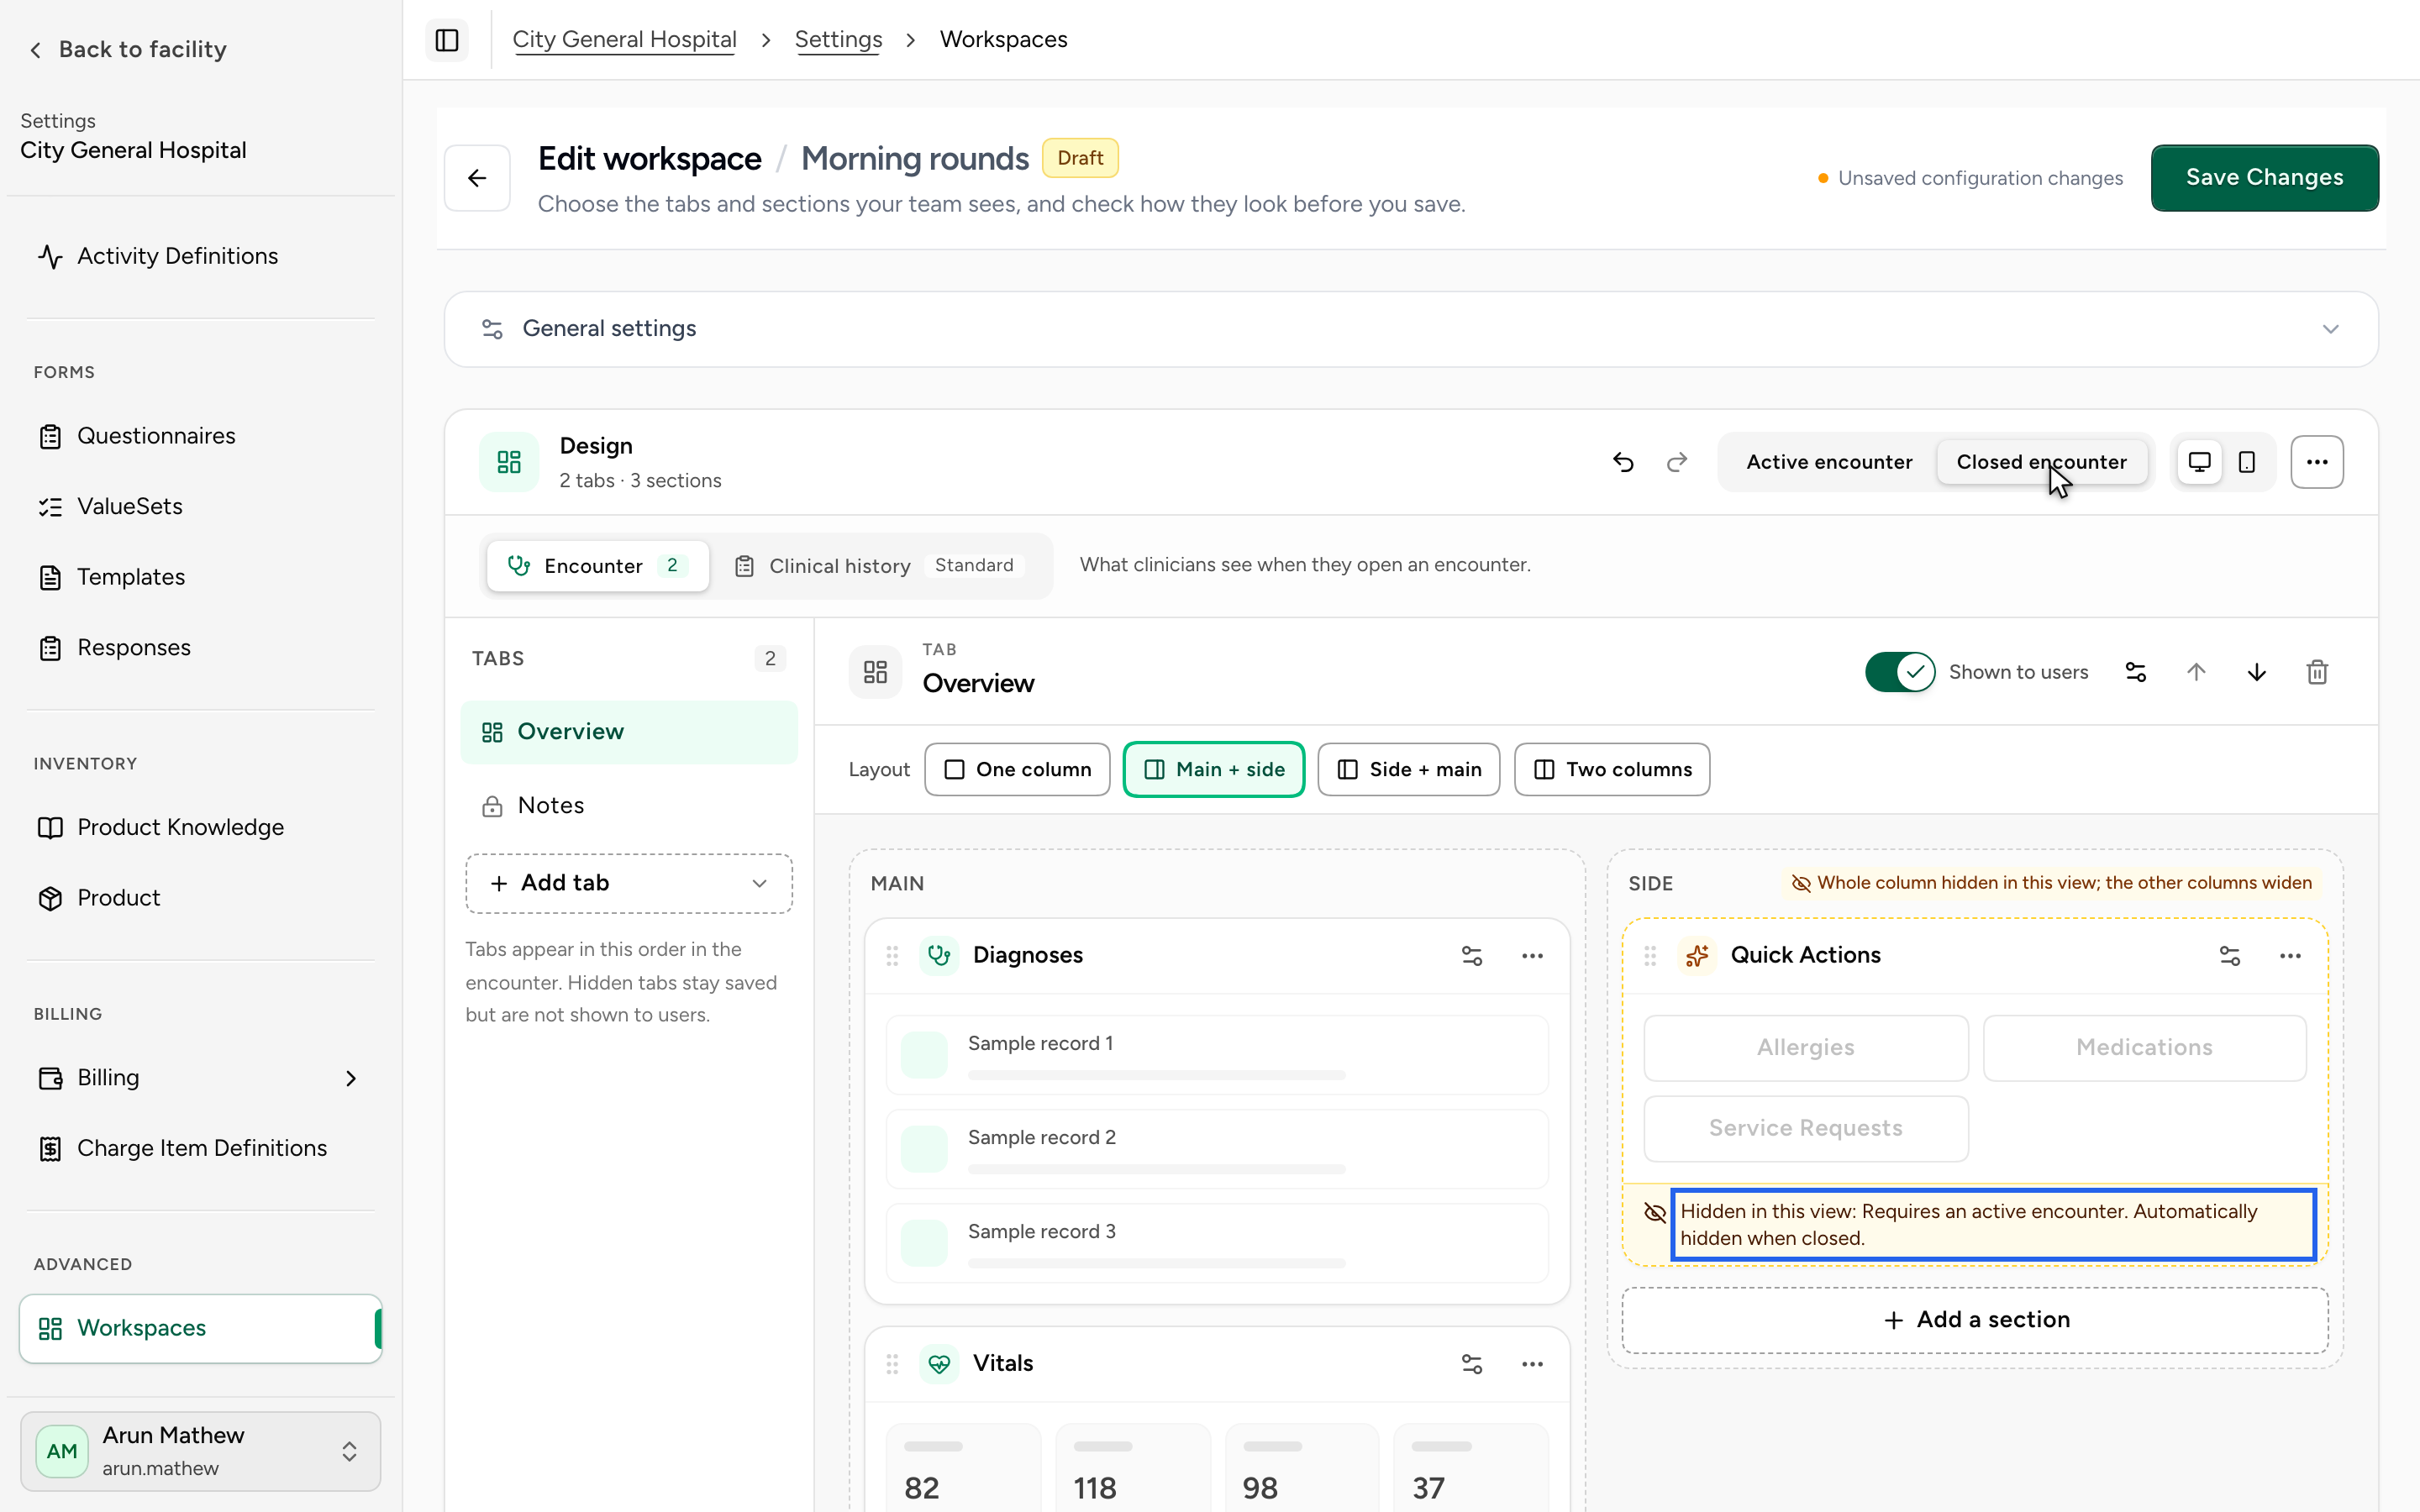 Back to facility
Settings
City General Hospital
Activity Definitions
FORMS
Questionnaires
ValueSets
Templates
Responses
INVENTORY
Product Knowledge
Product
BILLING
Billing
Charge Item Definitions
ADVANCED
Workspaces
AM
Arun Mathew
arun.mathew
City General Hospital > Settings > Workspaces
Edit workspace / Morning rounds Draft
Choose the tabs and sections your team sees, and check how they look before you save.
Unsaved configuration changes
Save Changes
General settings
Design
2 tabs · 3 sections
Active encounter
Closed encounter
Encounter 2
Clinical history Standard
What clinicians see when they open an encounter.
TABS 2
Overview
Notes
+ Add tab
Tabs appear in this order in the
encounter. Hidden tabs stay saved
but are not shown to users.
TAB
Overview
Shown to users
Layout
One column
Main + side
Side + main
Two columns
MAIN
Diagnoses
Sample record 1
Sample record 2
Sample record 3
Vitals
82
118
98
37
SIDE
Whole column hidden in this view; the other columns widen
Quick Actions
Allergies
Medications
Service Requests
Hidden in this view: Requires an active encounter. Automatically
hidden when closed.
+ Add a section